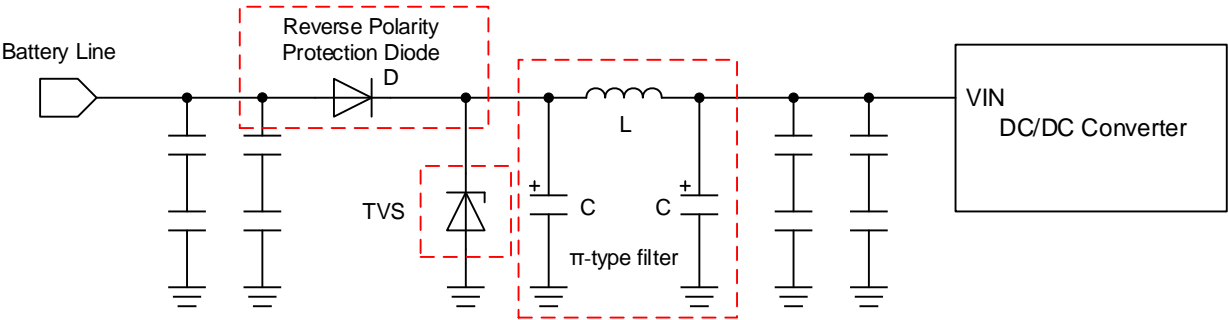 Reverse Polarity
Protection Diode
Battery Line
D
VIN
DC/DC Converter
L
TVS
+
C
+
C
π-type filter